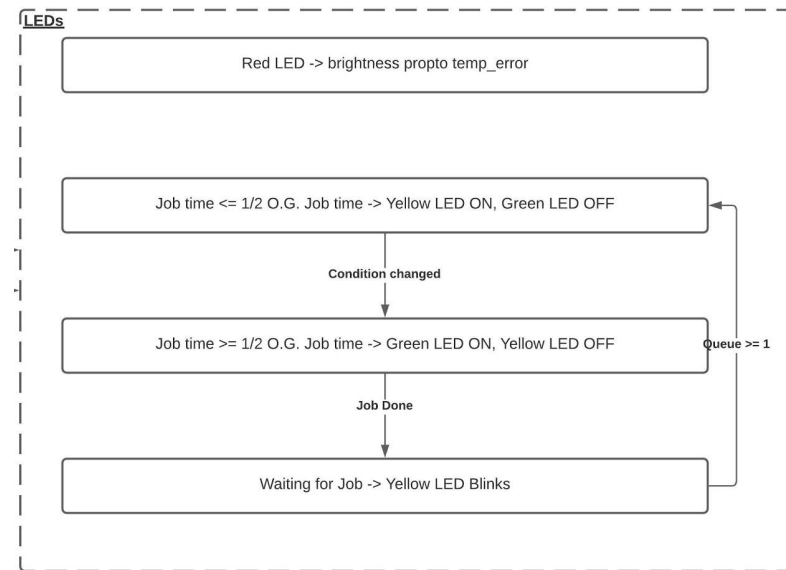 LEDs
Red LED -> brightness propto temp_error
Job time <= 1/2 O.G. Job time -> Yellow LED ON, Green LED OFF
Condition changed
Job time >= 1/2 O.G. Job time -> Green LED ON, Yellow LED OFF
Queue >= 1
Job Done
Waiting for Job -> Yellow LED Blinks